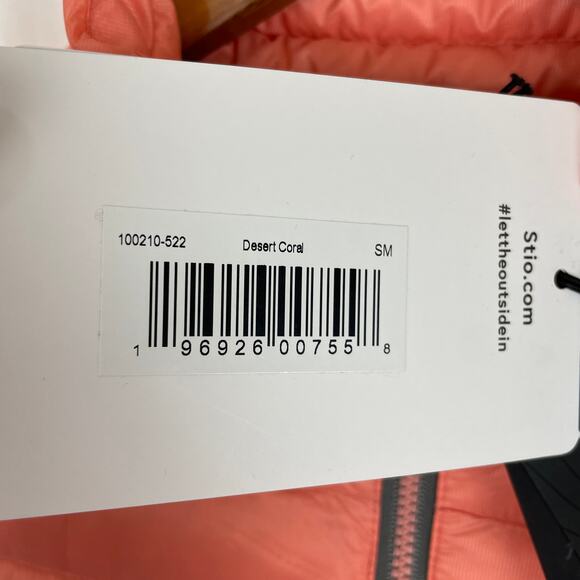 100210-522 Desert Coral SM
1 96926 00755 8
Stio.com
#lettheoutsidein